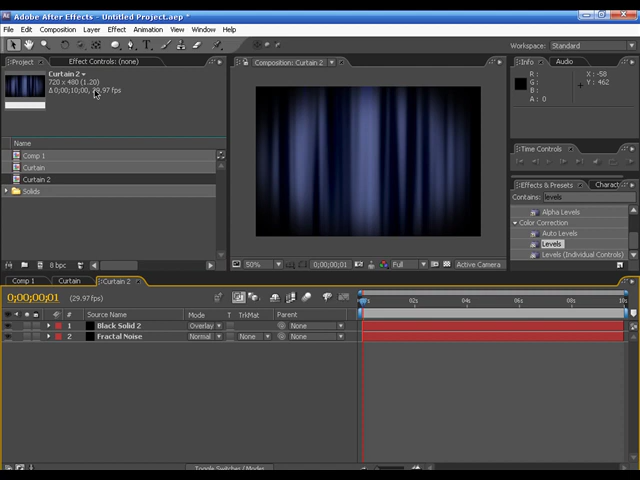 Adobe After Effects - Untitled Project.aep *
File Edit Composition Layer Effect Animation View Window Help
Workspace: Standard
Project Effect Controls: (none)
Composition: Curtain 2
Info Audio
Curtain 2
720 x 480 (1.20)
Δ 0;00;10;00, 29.97 fps
R :
G :
B :
A : 0
X : -58
Y : 462
Name
Comp 1
Curtain
Curtain 2
Solids
Time Controls
Effects & Presets Charact
Contains: levels
Alpha Levels
Color Correction
Auto Levels
Levels
Levels (Individual Controls)
8 bpc
50% 0;00;00;01 Full Active Camera
Comp 1 Curtain Curtain 2
0;00;00;01 (29.97 fps)
02s 04s 06s 08s 10s
# Source Name Mode T TrkMat Parent
1 Black Solid 2 Overlay None
2 Fractal Noise Normal None None
Toggle Switches / Modes